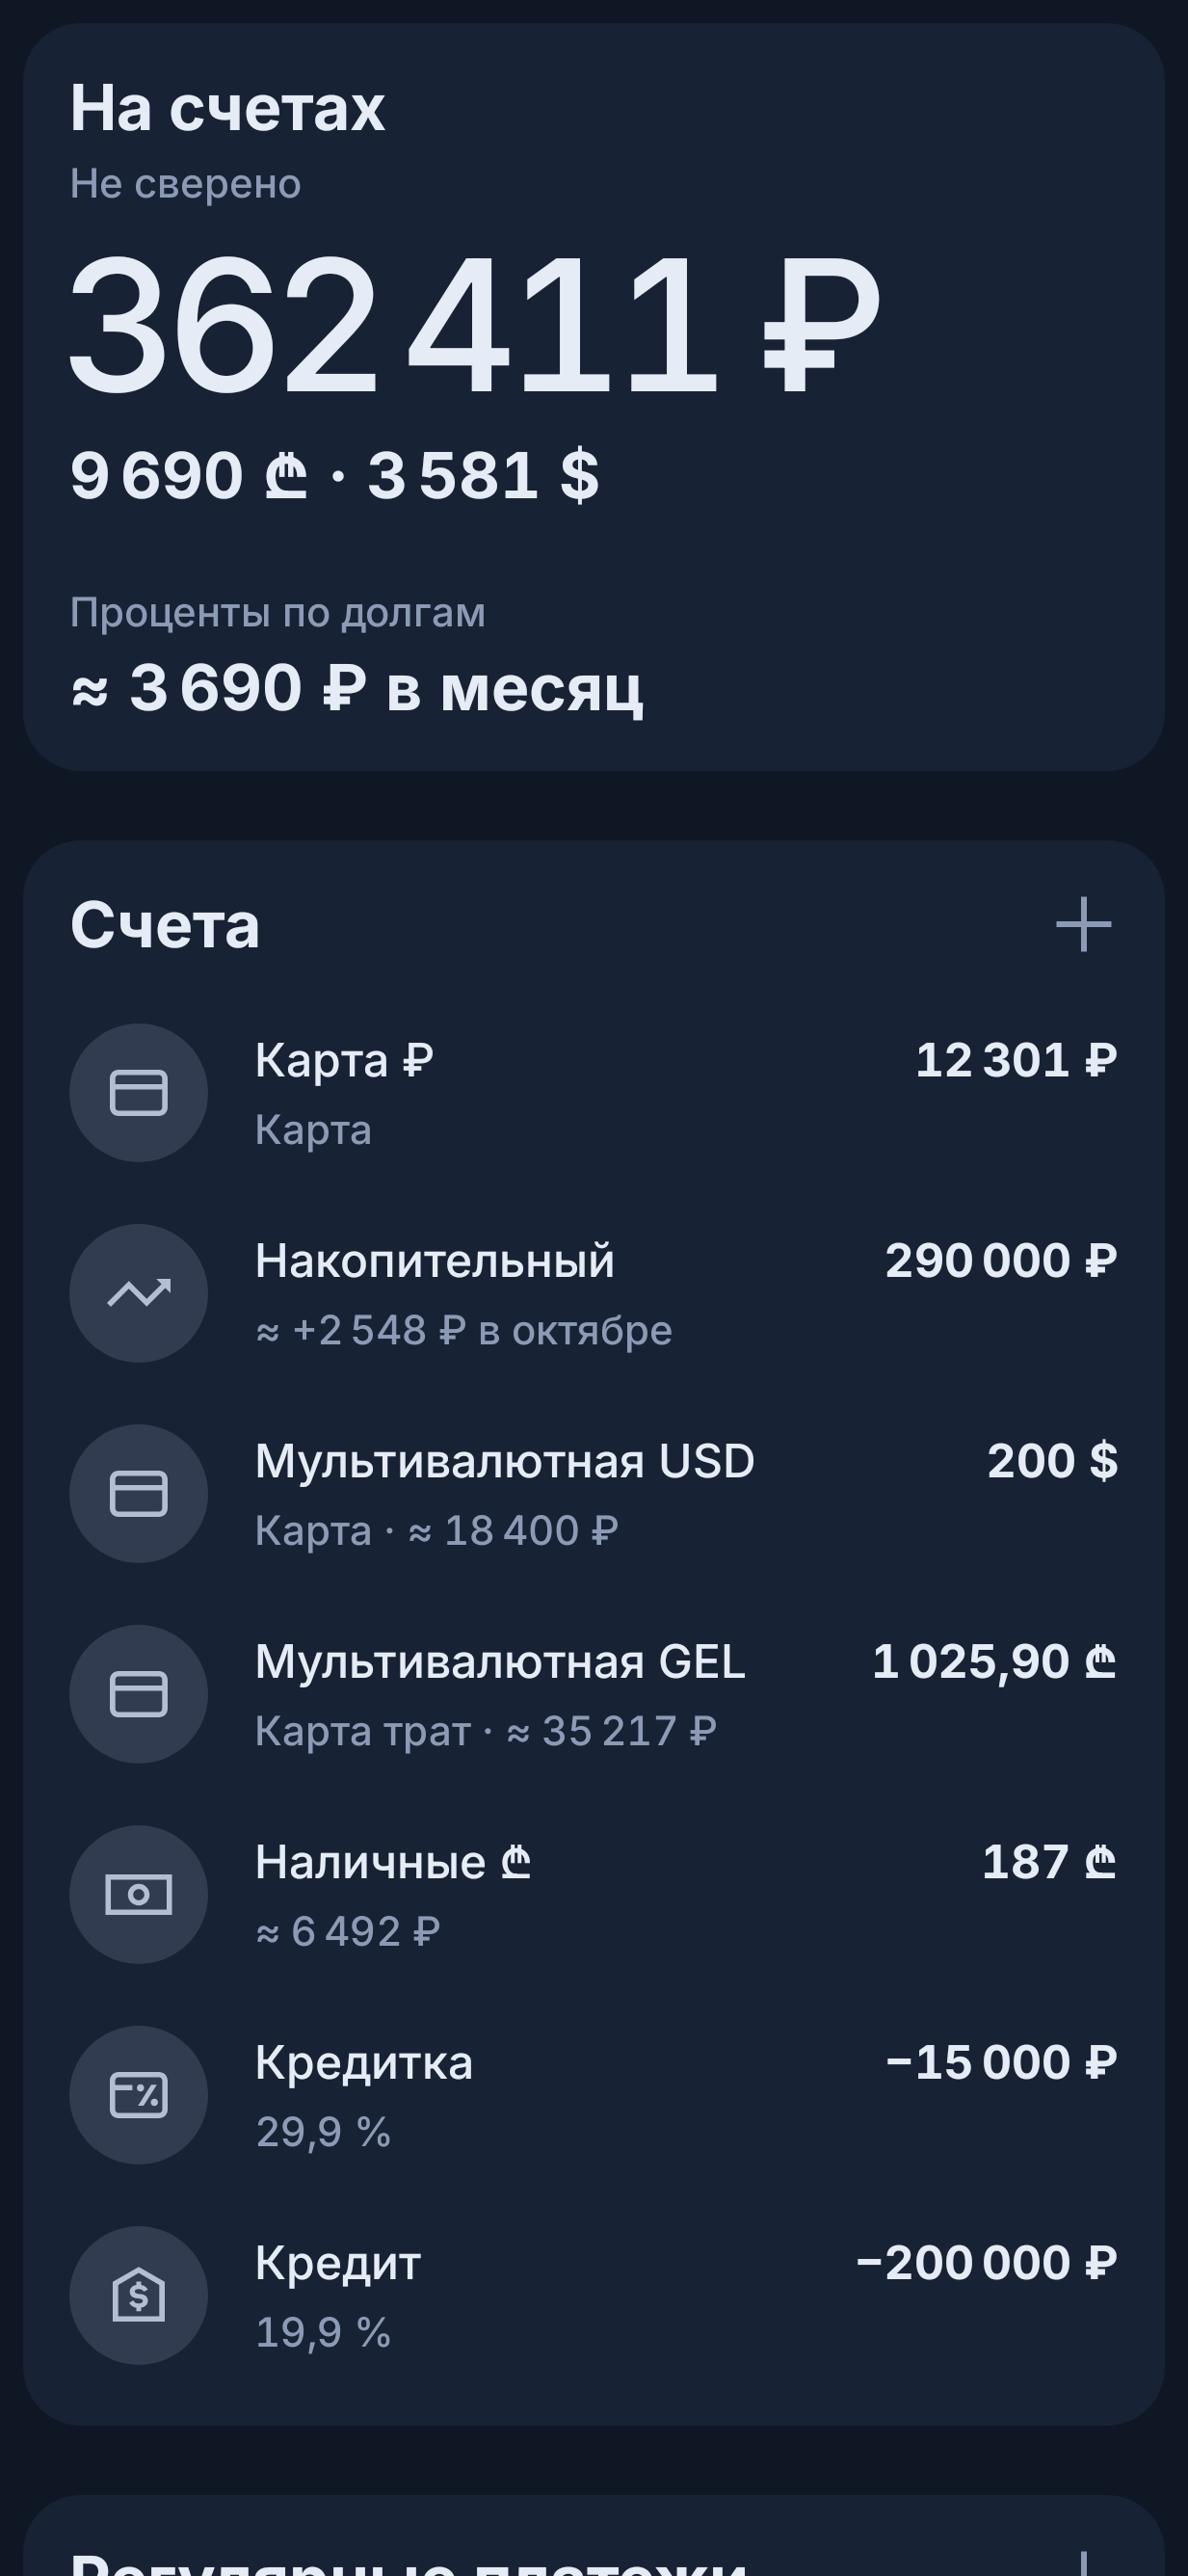 На счетах
Не сверено
362 411 ₽
9 690 ₾ · 3 581 $
Проценты по долгам
≈ 3 690 ₽ в месяц
Счета
Карта ₽ 12 301 ₽
Карта
Накопительный 290 000 ₽
≈ +2 548 ₽ в октябре
Мультивалютная USD 200 $
Карта · ≈ 18 400 ₽
Мультивалютная GEL 1 025,90 ₾
Карта трат · ≈ 35 217 ₽
Наличные ₾ 187 ₾
≈ 6 492 ₽
Кредитка −15 000 ₽
29,9 %
Кредит −200 000 ₽
19,9 %
Регулярные платежи